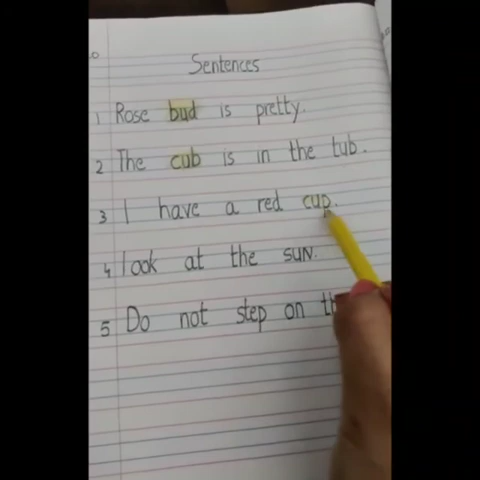 Sentences
1 Rose bud is pretty.
2 The cub is in the tub.
3 I have a red cup.
4 look at the sun.
5 Do not step on